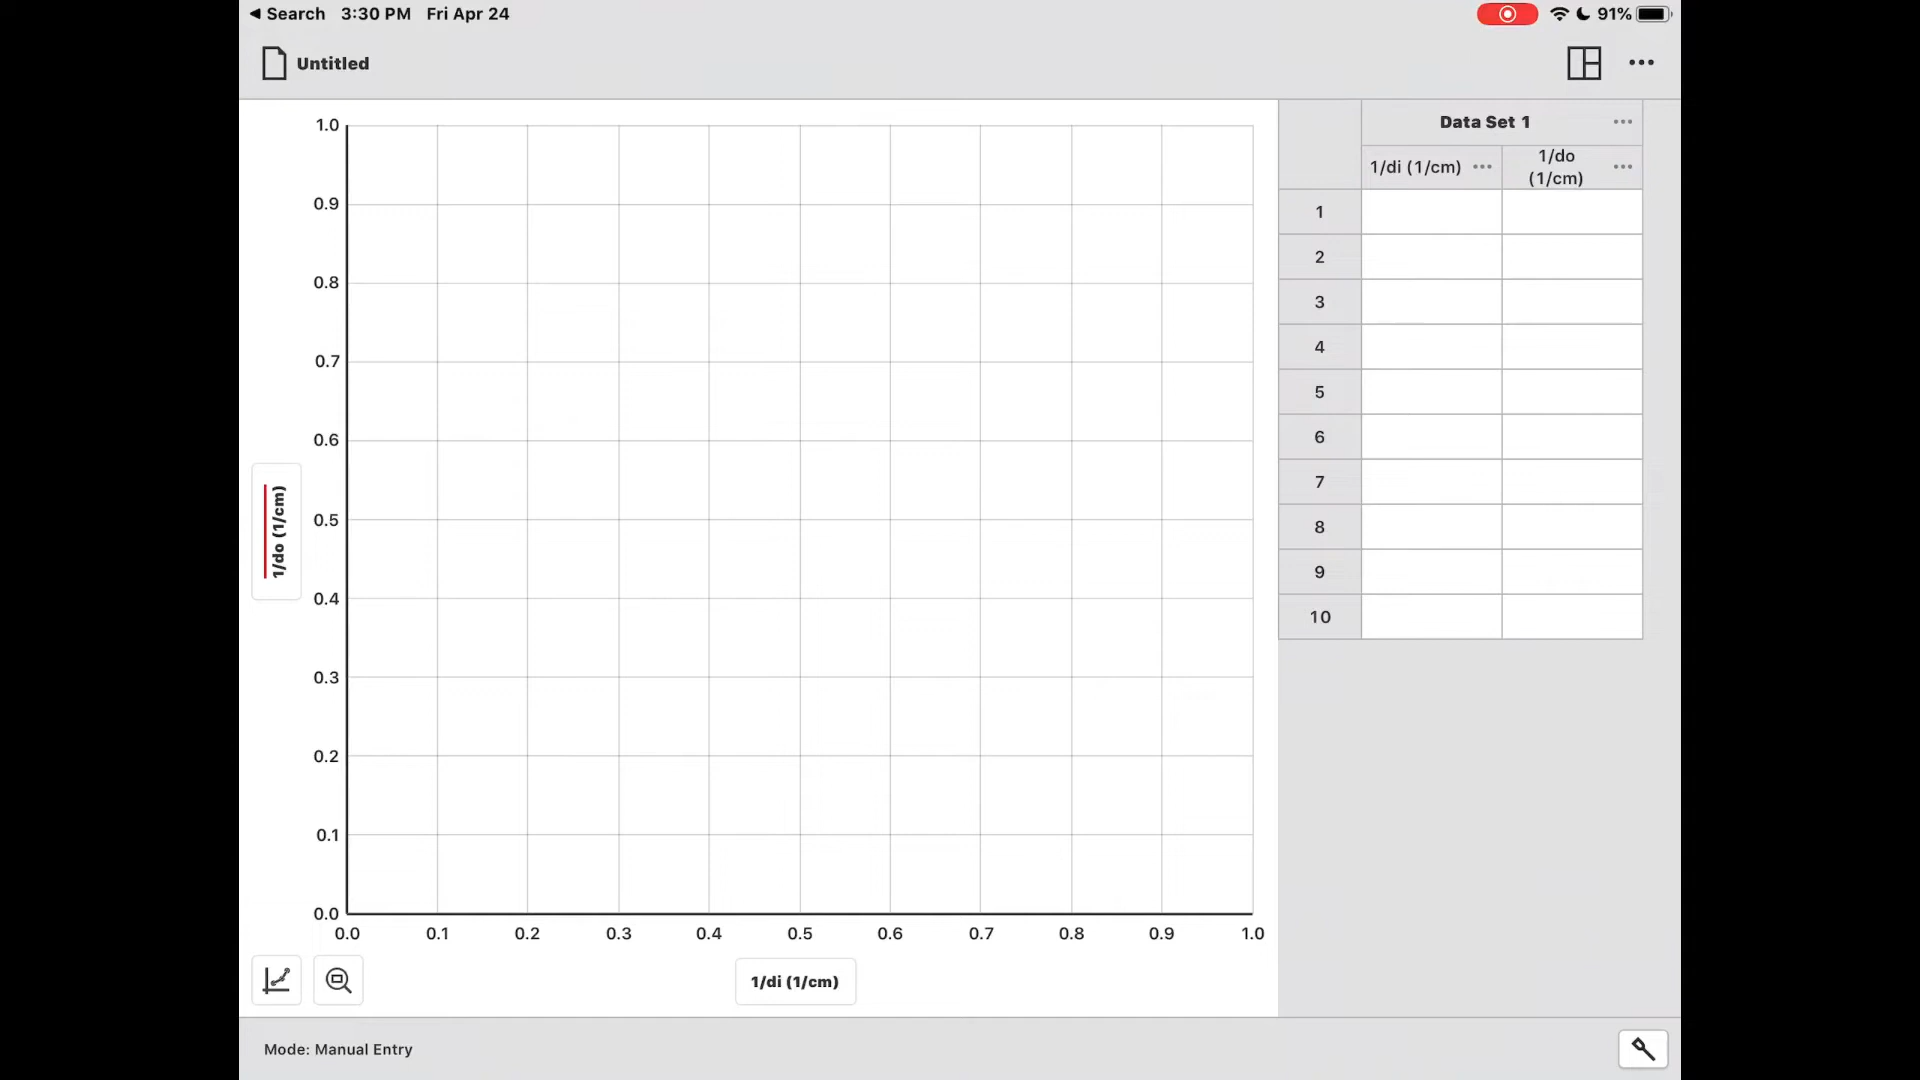 Search 3:30 PM Fri Apr 24
91%
Untitled
Data Set 1
1/di (1/cm)
1/do
(1/cm)
1
2
3
4
5
6
7
8
9
10
1.0
0.9
0.8
0.7
0.6
0.5
0.4
0.3
0.2
0.1
0.0
1/do (1/cm)
0.0 0.1 0.2 0.3 0.4 0.5 0.6 0.7 0.8 0.9 1.0
1/di (1/cm)
Mode: Manual Entry